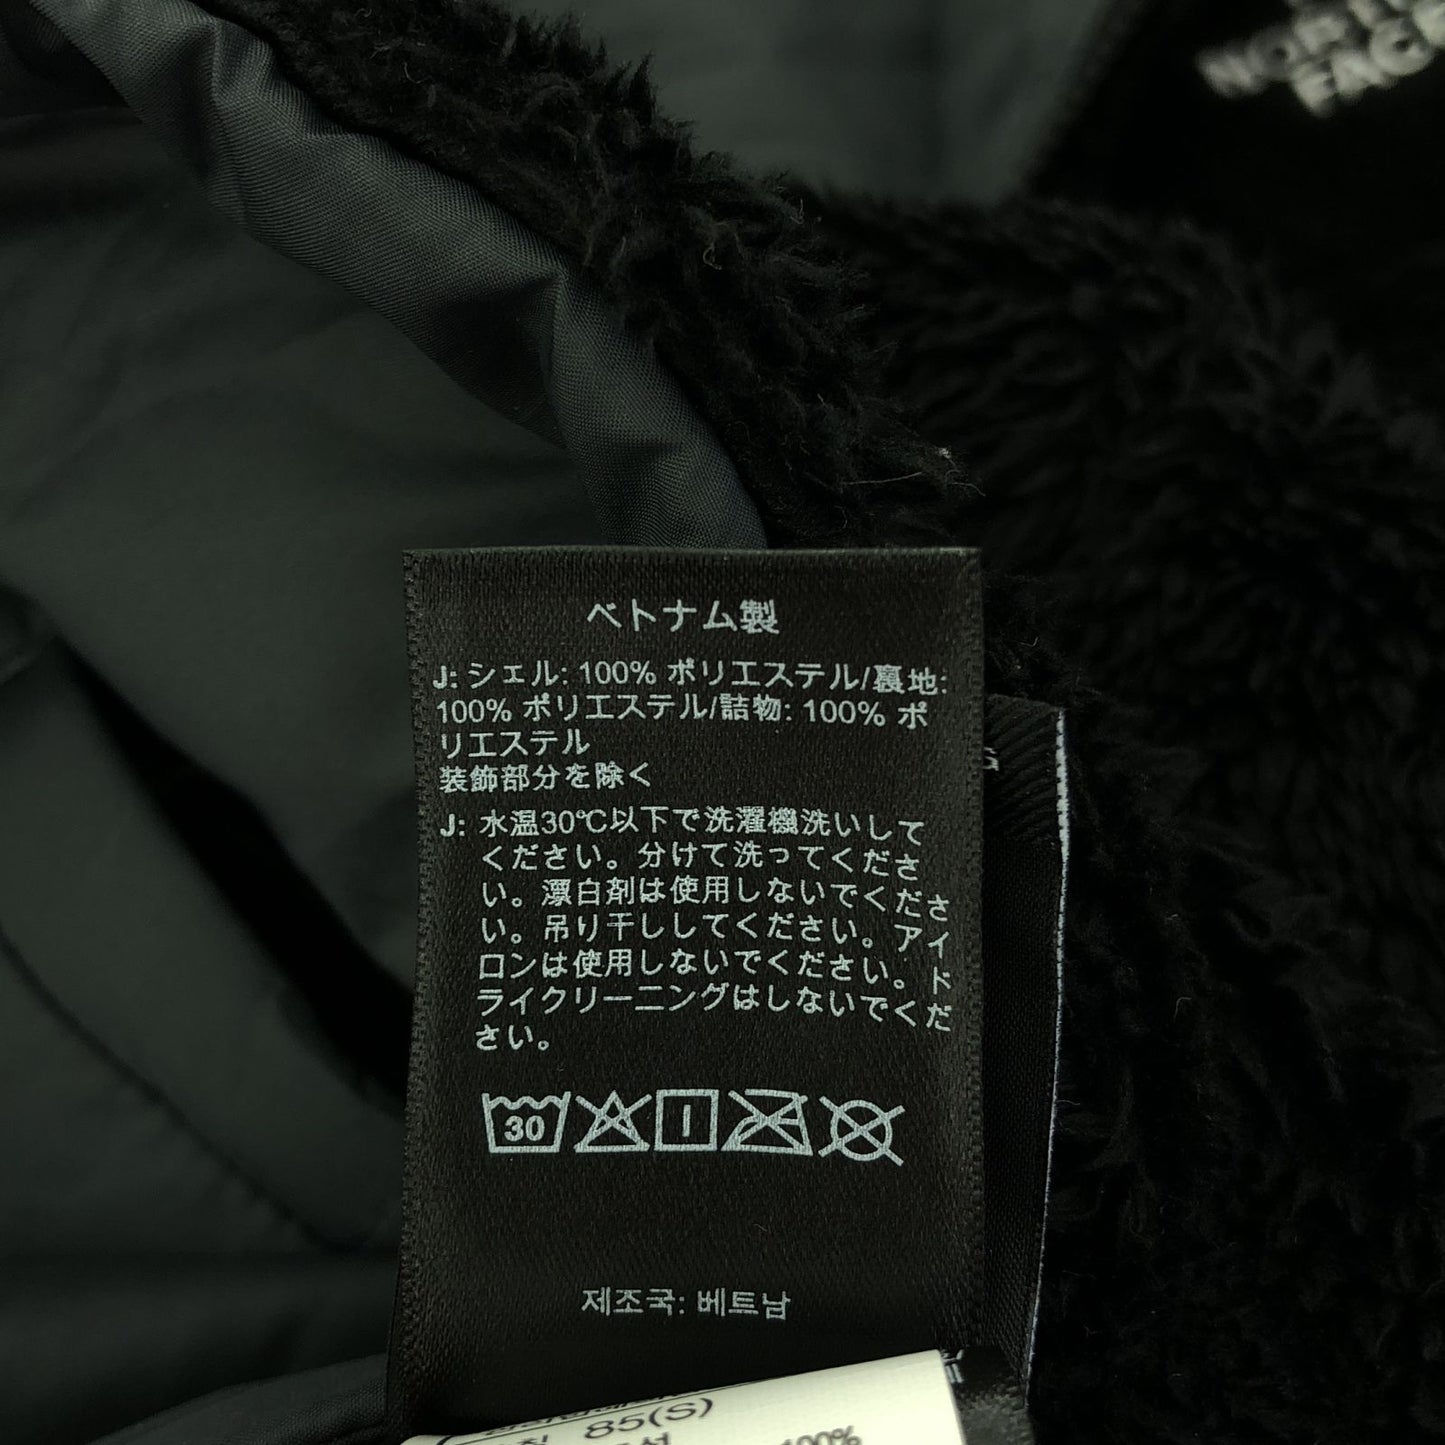 NORTH
FACE
ベトナム製
J: シェル: 100% ポリエステル/裏地:
100% ポリエステル/詰物: 100% ポ
リエステル
装飾部分を除く
J: 水温30℃以下で洗濯機洗いして
ください。分けて洗ってくださ
い。漂白剤は使用しないでくださ
い。吊り干ししてください。アイ
ロンは使用しないでください。ド
ライクリーニングはしないでくだ
さい。
30
제조국: 베트남
85(S)
100%